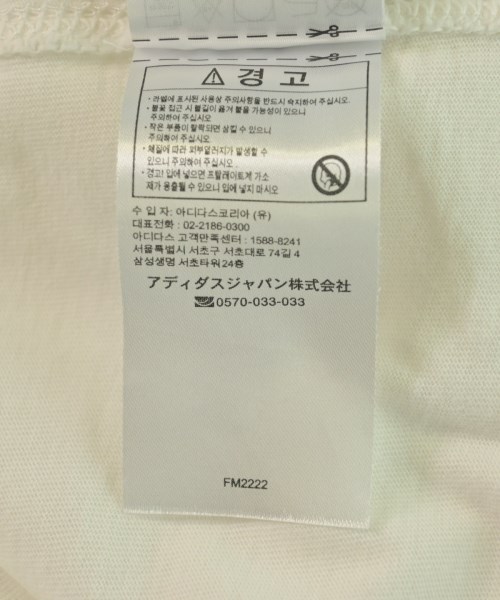 ⚠ 경 고
• 라벨에 표시된 사용상 주의사항을 반드시 숙지하여 주십시오.
• 불꽃 접근 시 불길이 옮겨 붙을 가능성이 있으니
주의하여 주십시오
• 작은 부품이 탈락되면 삼킬 수 있으니
주의하여 주십시오.
• 체질에 따라 피부알러지가 발생할 수
있으니 주의하여 주십시오.
• 경고! 입에 넣으면 프탈레이트계 가소
제가 용출될 수 있으니 입에 넣지 마시오
수 입 자: 아디다스코리아 (유)
대표전화 : 02-2186-0300
아디다스 고객만족센터 : 1588-8241
서울특별시 서초구 서초대로 74길 4
삼성생명 서초타워24층
アディダスジャパン株式会社
0570-033-033
FM2222